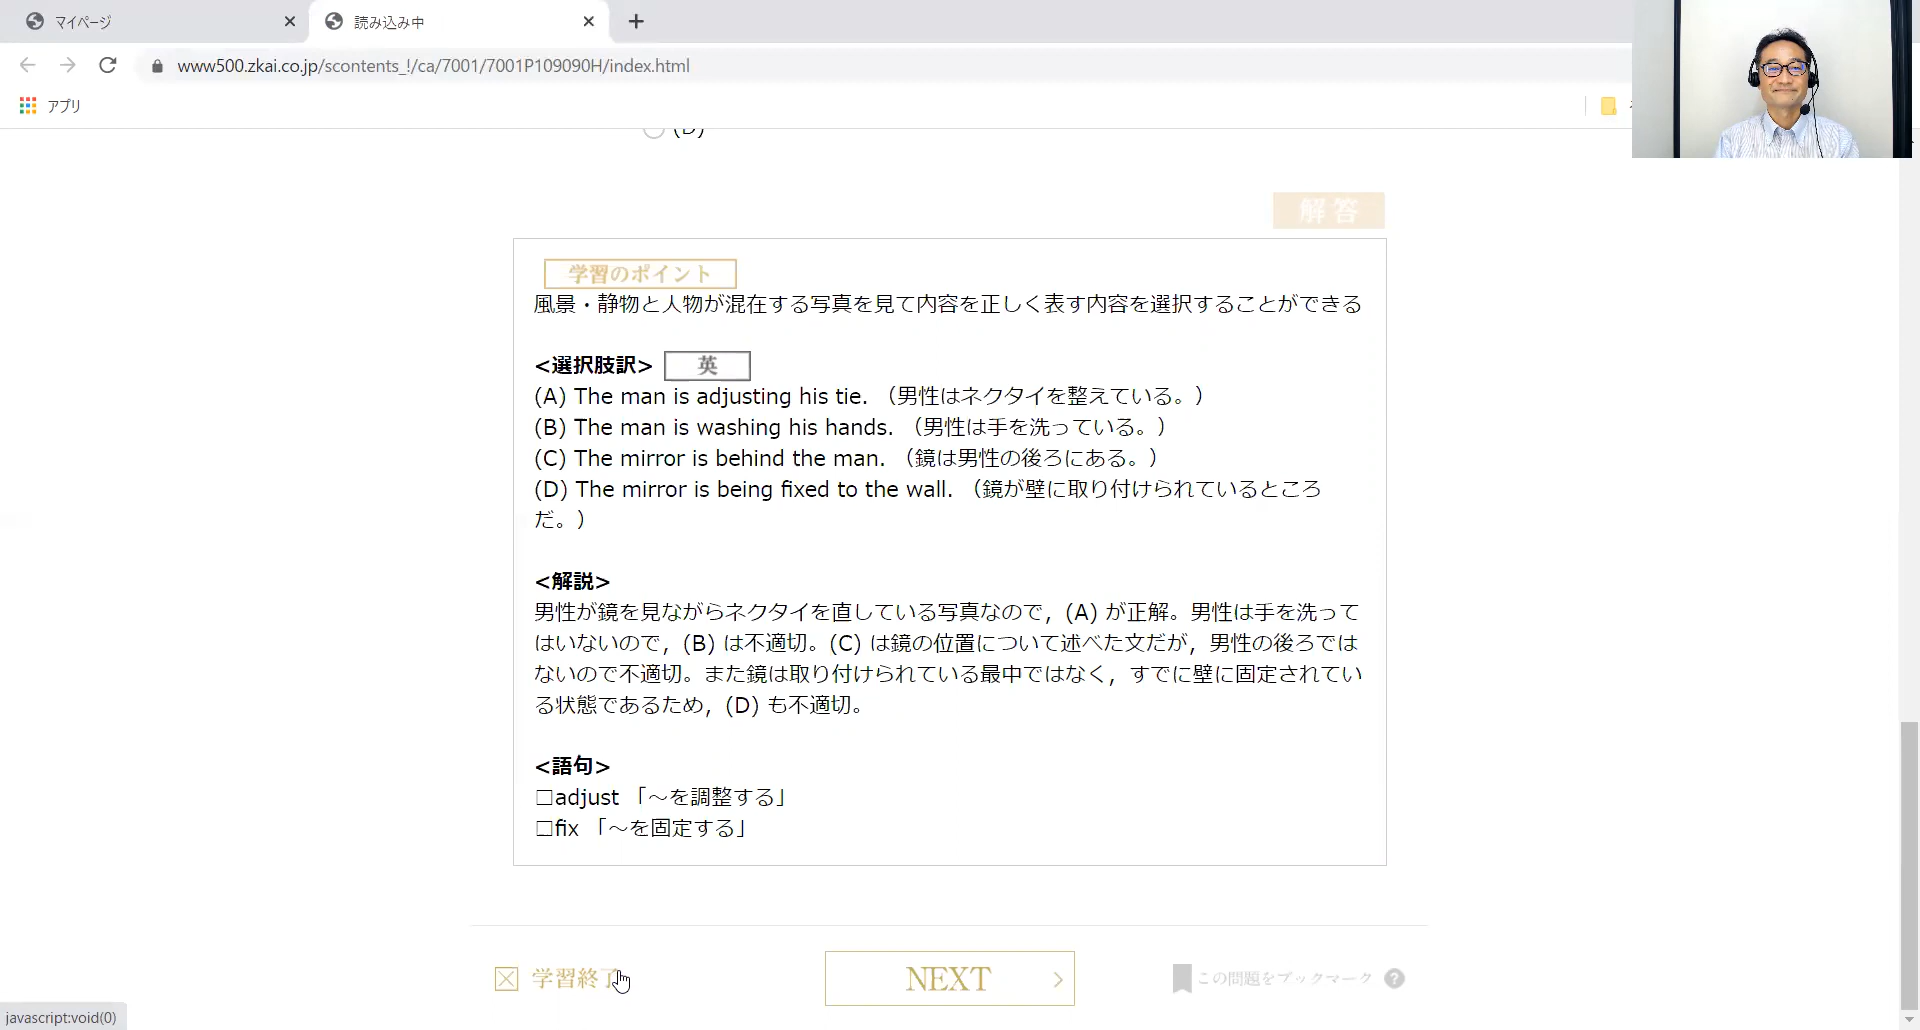 マイページ
読み込み中
www500.zkai.co.jp/scontents_!/ca/7001/7001P109090H/index.html
アプリ
(D)
解答
学習のポイント
風景・静物と人物が混在する写真を見て内容を正しく表す内容を選択することができる
<選択肢訳> 英
(A) The man is adjusting his tie. （男性はネクタイを整えている。）
(B) The man is washing his hands. （男性は手を洗っている。）
(C) The mirror is behind the man. （鏡は男性の後ろにある。）
(D) The mirror is being fixed to the wall. （鏡が壁に取り付けられているところ
だ。）
<解説>
男性が鏡を見ながらネクタイを直している写真なので，(A) が正解。男性は手を洗って
はいないので，(B) は不適切。(C) は鏡の位置について述べた文だが，男性の後ろでは
ないので不適切。また鏡は取り付けられている最中ではなく，すでに壁に固定されてい
る状態であるため，(D) も不適切。
<語句>
□adjust 「～を調整する」
□fix 「～を固定する」
学習終了
NEXT
この問題をブックマーク ?
javascript:void(0)